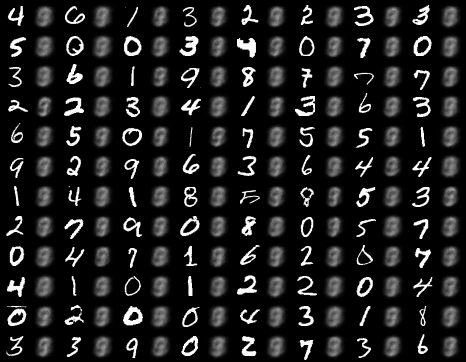 4 6 1 3 2 2 3 3
5 Q 0 3 4 0 7 0
3 6 1 9 8 7 7 7
2 2 3 4 1 3 6 3
6 5 0 1 7 5 5 1
9 2 9 6 3 6 4 4
1 4 1 8 5 8 5 3
2 7 9 0 8 0 5 7
0 4 7 1 6 2 0 7
4 1 0 1 2 2 0 4
0 2 0 0 4 3 1 8
3 3 9 0 2 7 3 6